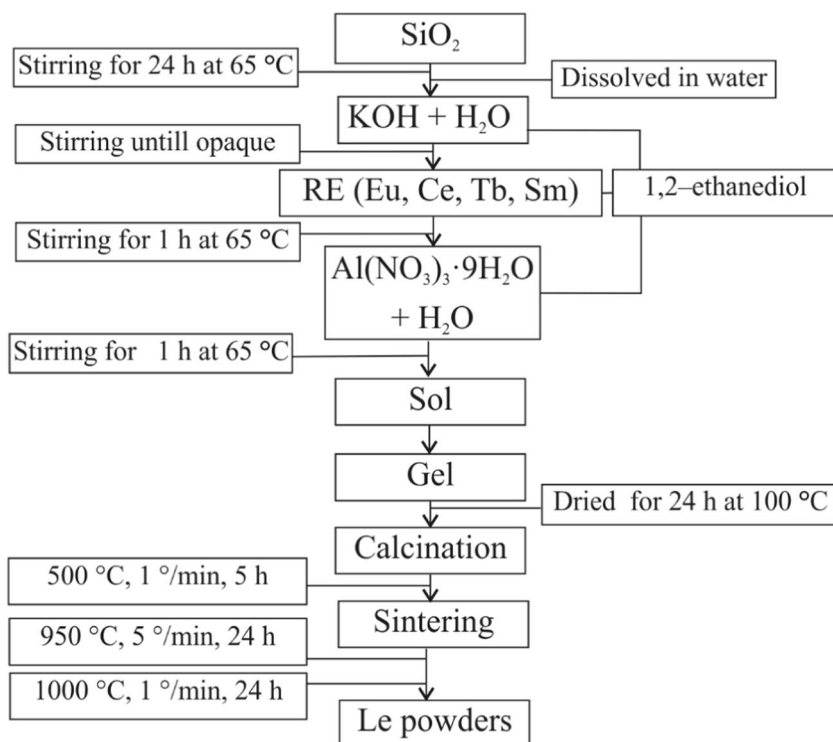 SiO₂
Stirring for 24 h at 65 °C
Dissolved in water
KOH + H₂O
Stirring untill opaque
RE (Eu, Ce, Tb, Sm)
1,2–ethanediol
Stirring for 1 h at 65 °C
Al(NO₃)₃·9H₂O
+ H₂O
Stirring for 1 h at 65 °C
Sol
Gel
Dried for 24 h at 100 °C
Calcination
500 °C, 1 °/min, 5 h
Sintering
950 °C, 5 °/min, 24 h
1000 °C, 1 °/min, 24 h
Le powders